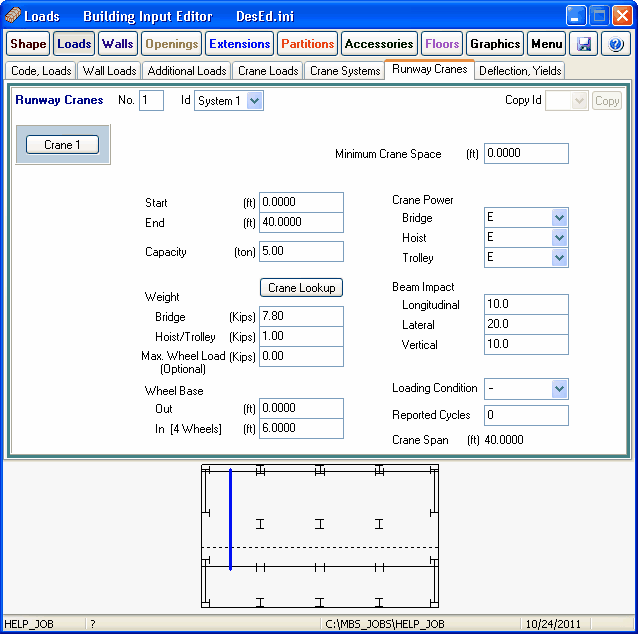 Loads Building Input Editor DesEd.ini
Shape Loads Walls Openings Extensions Partitions Accessories Floors Graphics Menu
Code, Loads Wall Loads Additional Loads Crane Loads Crane Systems Runway Cranes Deflection, Yields
Runway Cranes No. 1 Id System 1 Copy Id Copy
Crane 1
Minimum Crane Space (ft) 0.0000
Start (ft) 0.0000
End (ft) 40.0000
Capacity (ton) 5.00
Crane Lookup
Weight
Bridge (Kips) 7.80
Hoist/Trolley (Kips) 1.00
Max. Wheel Load (Kips) 0.00
(Optional)
Wheel Base
Out (ft) 0.0000
In [4 Wheels] (ft) 6.0000
Crane Power
Bridge E
Hoist E
Trolley E
Beam Impact
Longitudinal 10.0
Lateral 20.0
Vertical 10.0
Loading Condition -
Reported Cycles 0
Crane Span (ft) 40.0000
HELP_JOB ? C:\MBS_JOBS\HELP_JOB 10/24/2011